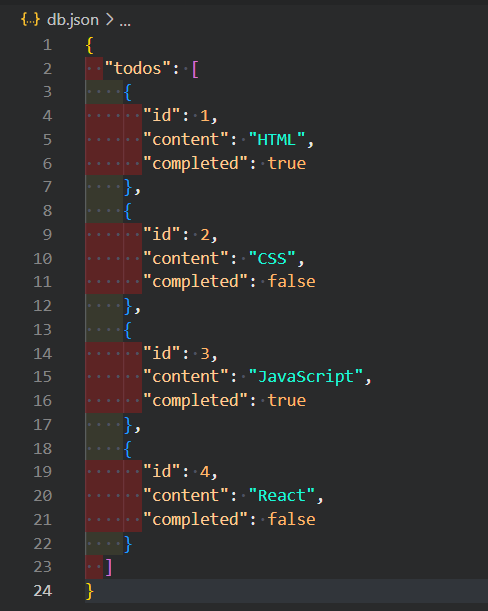 {..} db.json > ...
1 {
2   "todos": [
3     {
4       "id": 1,
5       "content": "HTML",
6       "completed": true
7     },
8     {
9       "id": 2,
10       "content": "CSS",
11       "completed": false
12     },
13     {
14       "id": 3,
15       "content": "JavaScript",
16       "completed": true
17     },
18     {
19       "id": 4,
20       "content": "React",
21       "completed": false
22     }
23   ]
24 }